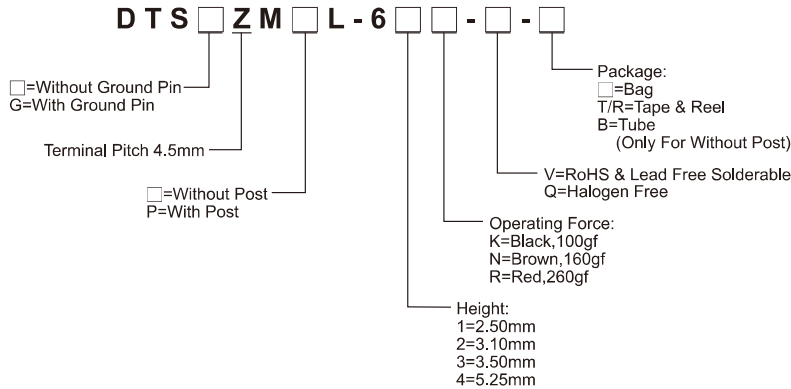 DTS□ZM□L-6□□-□-□
□=Without Ground Pin
G=With Ground Pin
Terminal Pitch 4.5mm
□=Without Post
P=With Post
Package:
□=Bag
T/R=Tape & Reel
B=Tube
(Only For Without Post)
V=RoHS & Lead Free Solderable
Q=Halogen Free
Operating Force:
K=Black,100gf
N=Brown,160gf
R=Red,260gf
Height:
1=2.50mm
2=3.10mm
3=3.50mm
4=5.25mm